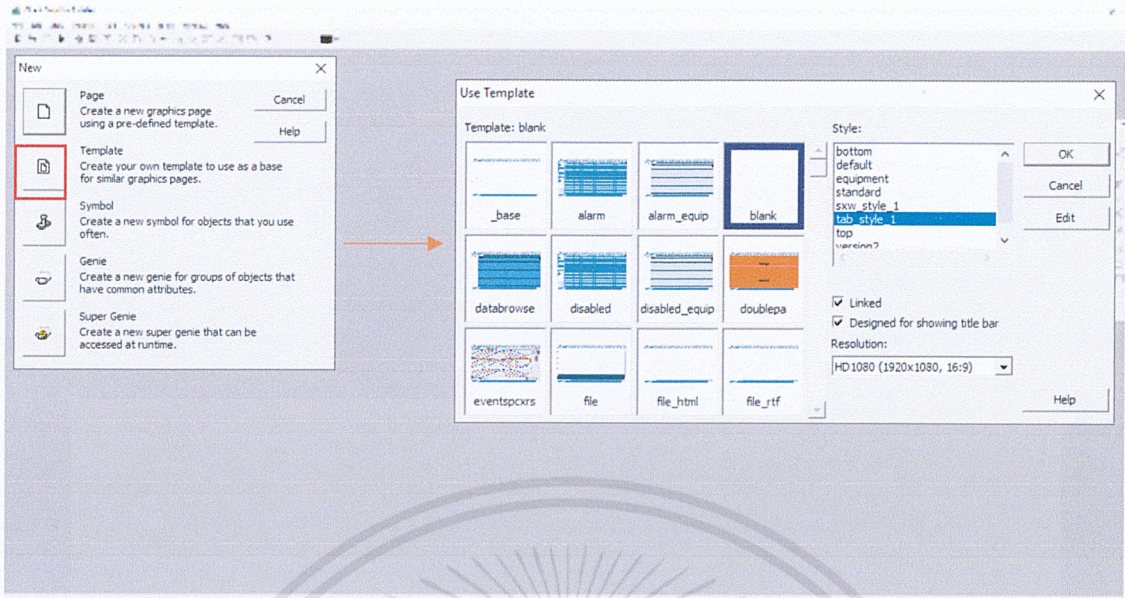 New
Page
Create a new graphics page
using a pre-defined template.
Cancel
Help
Template
Create your own template to use as a base
for similar graphics pages.
Symbol
Create a new symbol for objects that you use
often.
Genie
Create a new genie for groups of objects that
have common attributes.
Super Genie
Create a new super genie that can be
accessed at runtime.
Use Template
Template: blank
_base
alarm
alarm_equip
blank
databrowse
disabled
disabled_equip
doublepa
eventspcxrs
file
file_html
file_rtf
Style:
bottom
default
equipment
standard
sxw_style_1
tab_style_1
top
version2
OK
Cancel
Edit
Linked
Designed for showing title bar
Resolution:
HD1080 (1920x1080, 16:9)
Help